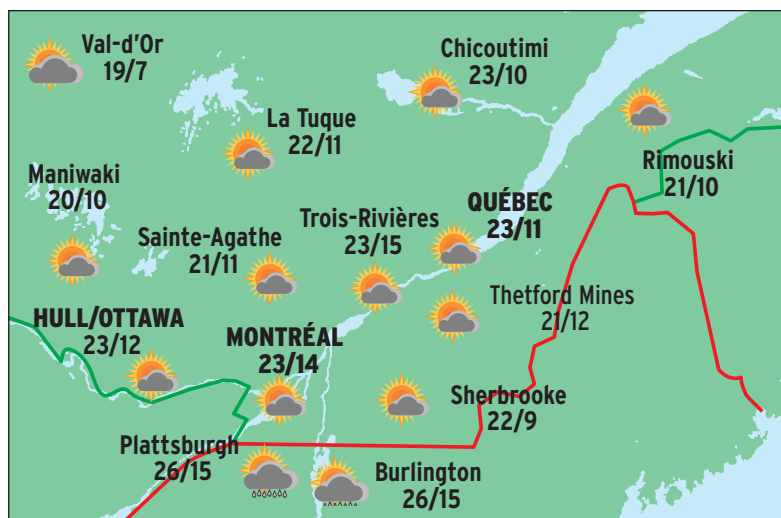 Val-d'Or
19/7
Chicoutimi
23/10
La Tuque
22/11
Rimouski
21/10
Maniwaki
20/10
QUÉBEC
23/11
Trois-Rivières
23/15
Sainte-Agathe
21/11
Thetford Mines
21/12
HULL/OTTAWA
23/12
MONTRÉAL
23/14
Sherbrooke
22/9
Plattsburgh
26/15
Burlington
26/15